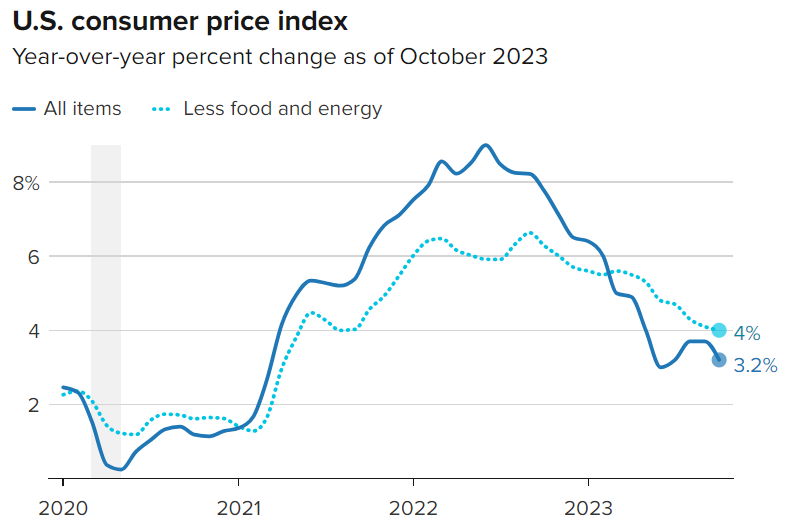 U.S. consumer price index
Year-over-year percent change as of October 2023
All items Less food and energy
8%
6
4
4%
3.2%
2
2020 2021 2022 2023